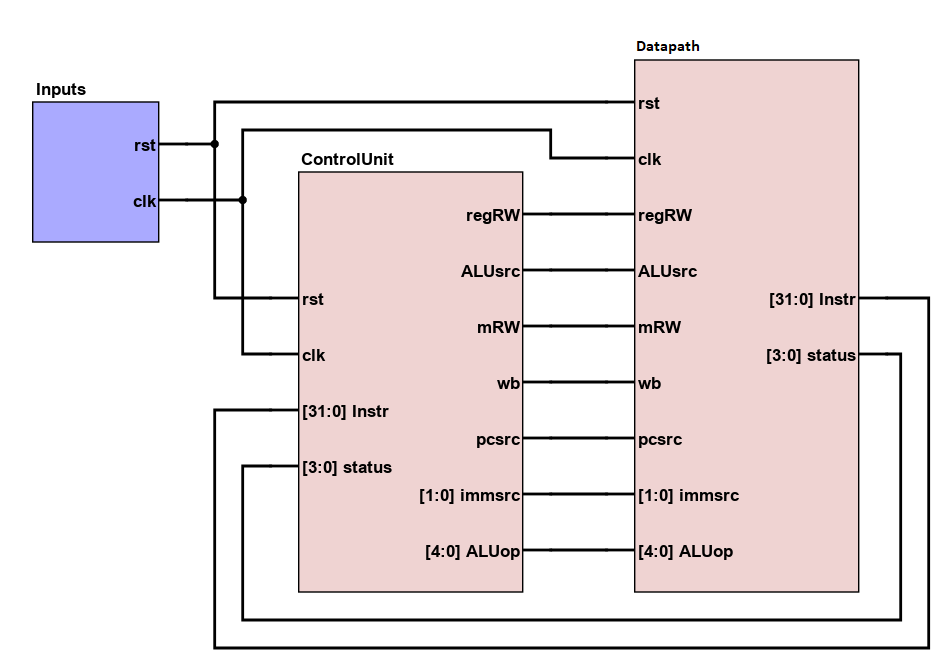 Inputs
rst
clk
ControlUnit
rst
clk
[31:0] Instr
[3:0] status
regRW
ALUsrc
mRW
wb
pcsrc
[1:0] immsrc
[4:0] ALUop
Datapath
rst
clk
regRW
ALUsrc
mRW
wb
pcsrc
[1:0] immsrc
[4:0] ALUop
[31:0] Instr
[3:0] status